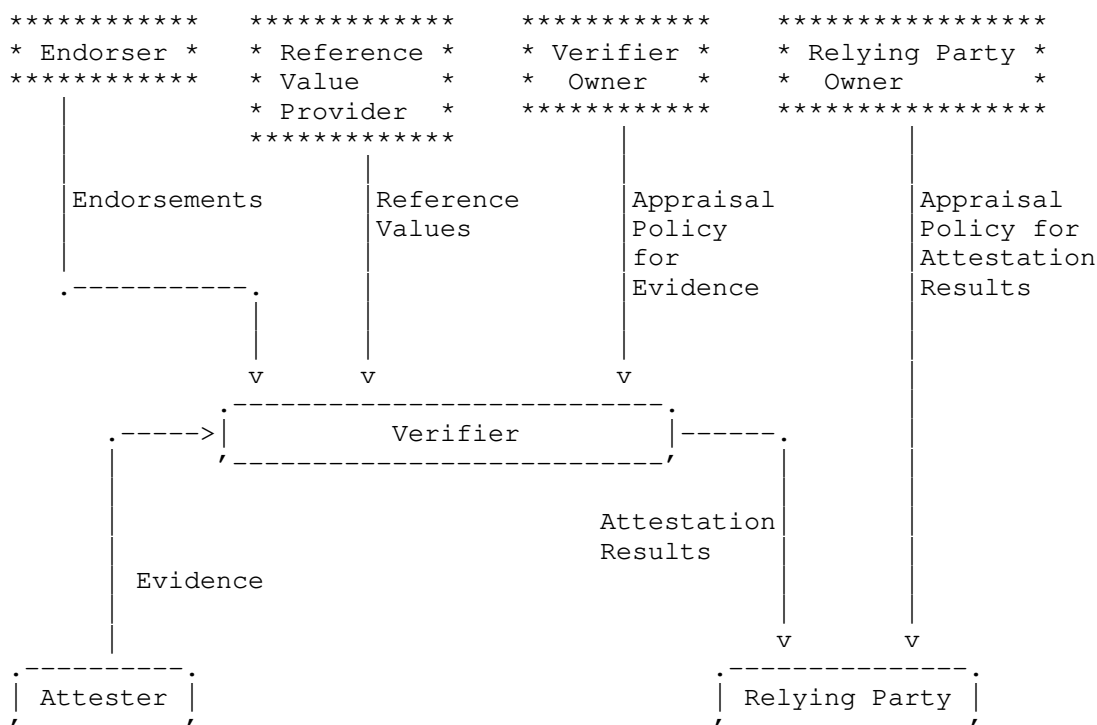 ************ ************* ************ *****************
* Endorser * * Reference * * Verifier * * Relying Party *
************ * Value * * Owner * * Owner *
* Provider * ************ *****************
*************
Endorsements Reference Appraisal Appraisal
Values Policy Policy for
for Attestation
Evidence Results
Verifier
Attestation
Results
Evidence
Attester Relying Party